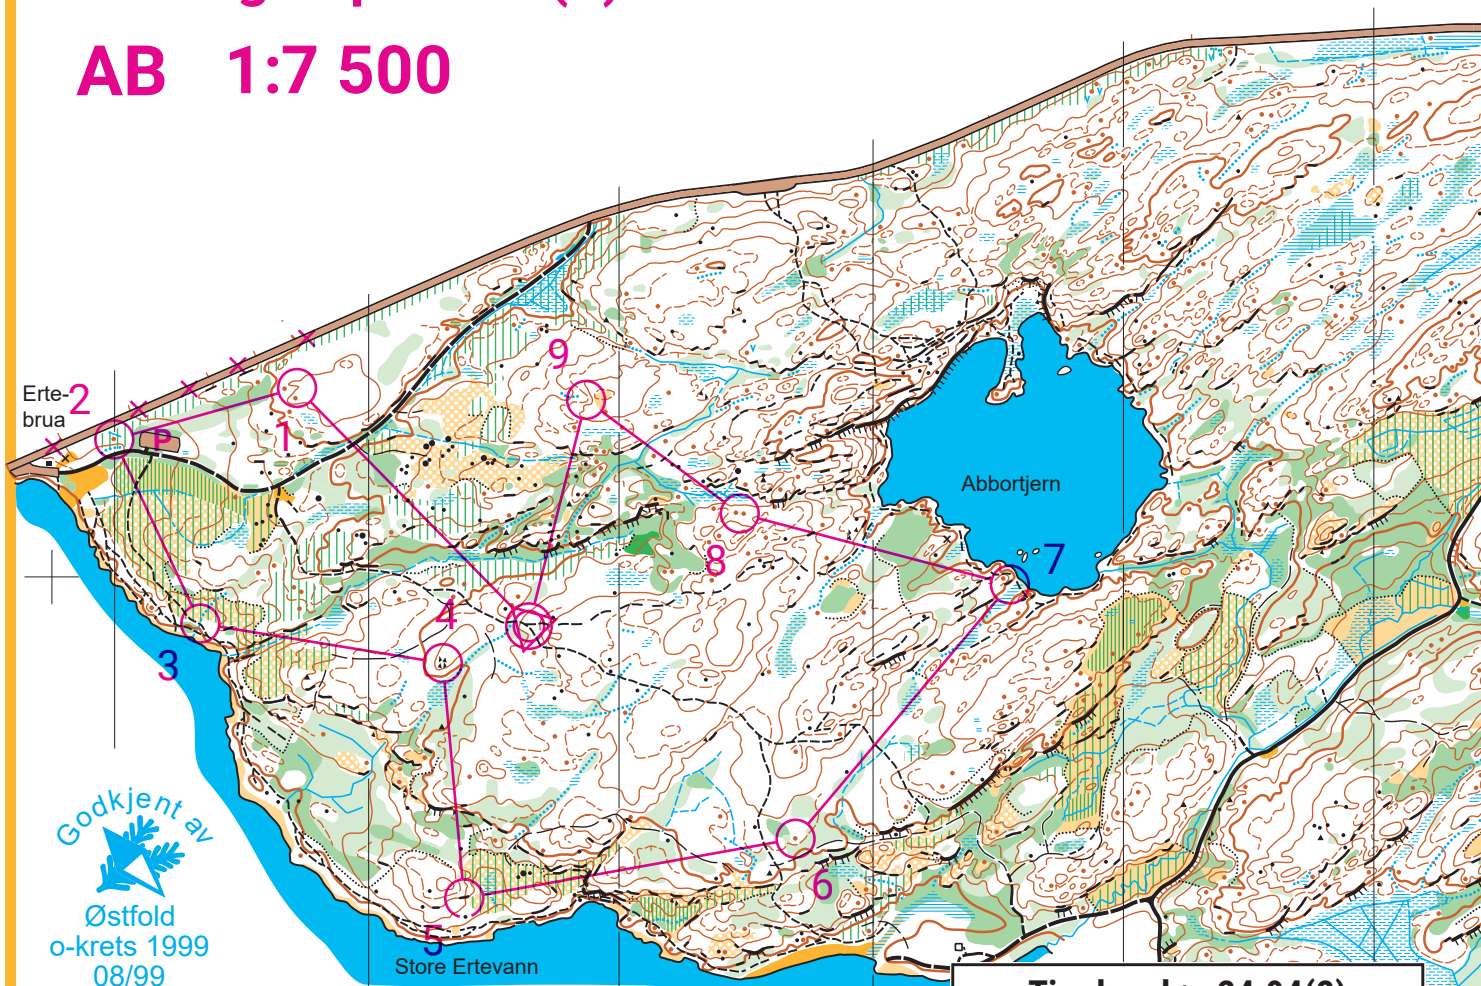 AB 1:7 500
Erte-
brua
2
P
1
9
8
7
4
3
6
5
Abbortjern
Store Ertevann
Godkjent av
Østfold
o-krets 1999
08/99